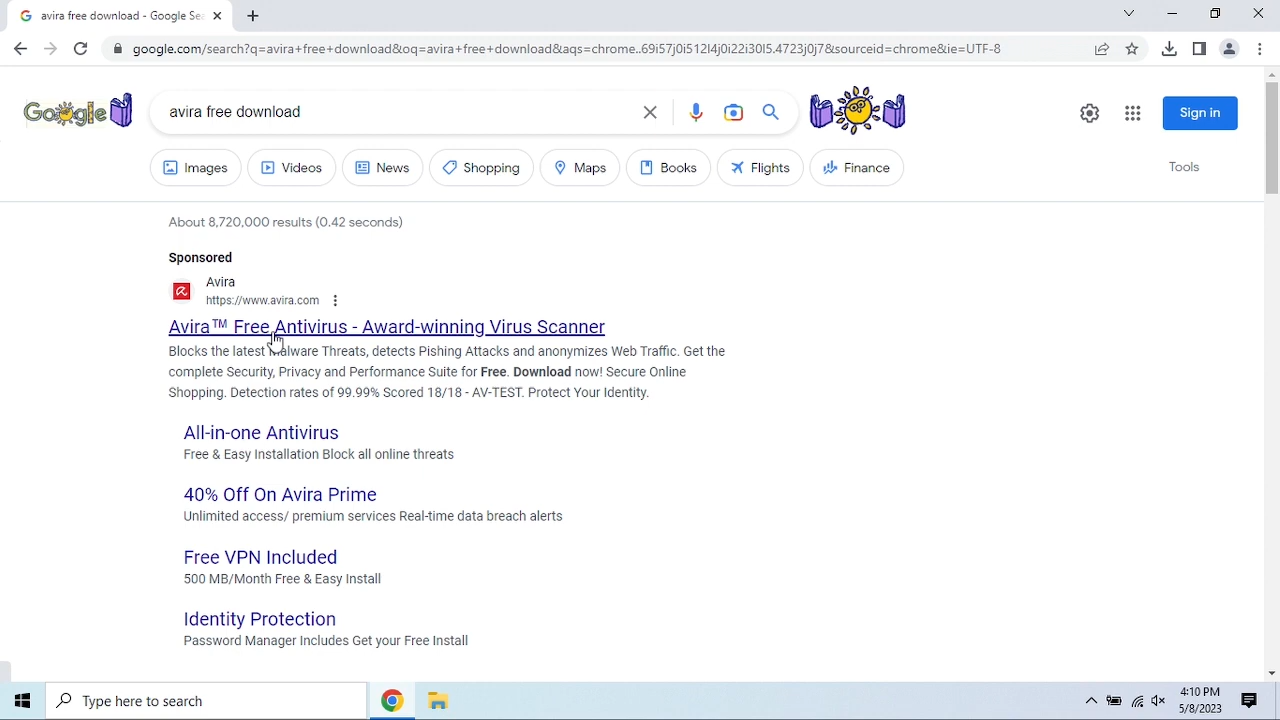 avira free download - Google Sea
google.com/search?q=avira+free+download&oq=avira+free+download&aqs=chrome..69i57j0i512l4j0i22i30l5.4723j0j7&sourceid=chrome&ie=UTF-8
Google
avira free download
Sign in
Images
Videos
News
Shopping
Maps
Books
Flights
Finance
Tools
About 8,720,000 results (0.42 seconds)
Sponsored
Avira
https://www.avira.com
Avira™ Free Antivirus - Award-winning Virus Scanner
Blocks the latest Malware Threats, detects Pishing Attacks and anonymizes Web Traffic. Get the
complete Security, Privacy and Performance Suite for Free. Download now! Secure Online
Shopping. Detection rates of 99.99% Scored 18/18 - AV-TEST. Protect Your Identity.
All-in-one Antivirus
Free & Easy Installation Block all online threats
40% Off On Avira Prime
Unlimited access/ premium services Real-time data breach alerts
Free VPN Included
500 MB/Month Free & Easy Install
Identity Protection
Password Manager Includes Get your Free Install
Type here to search
4:10 PM
5/8/2023